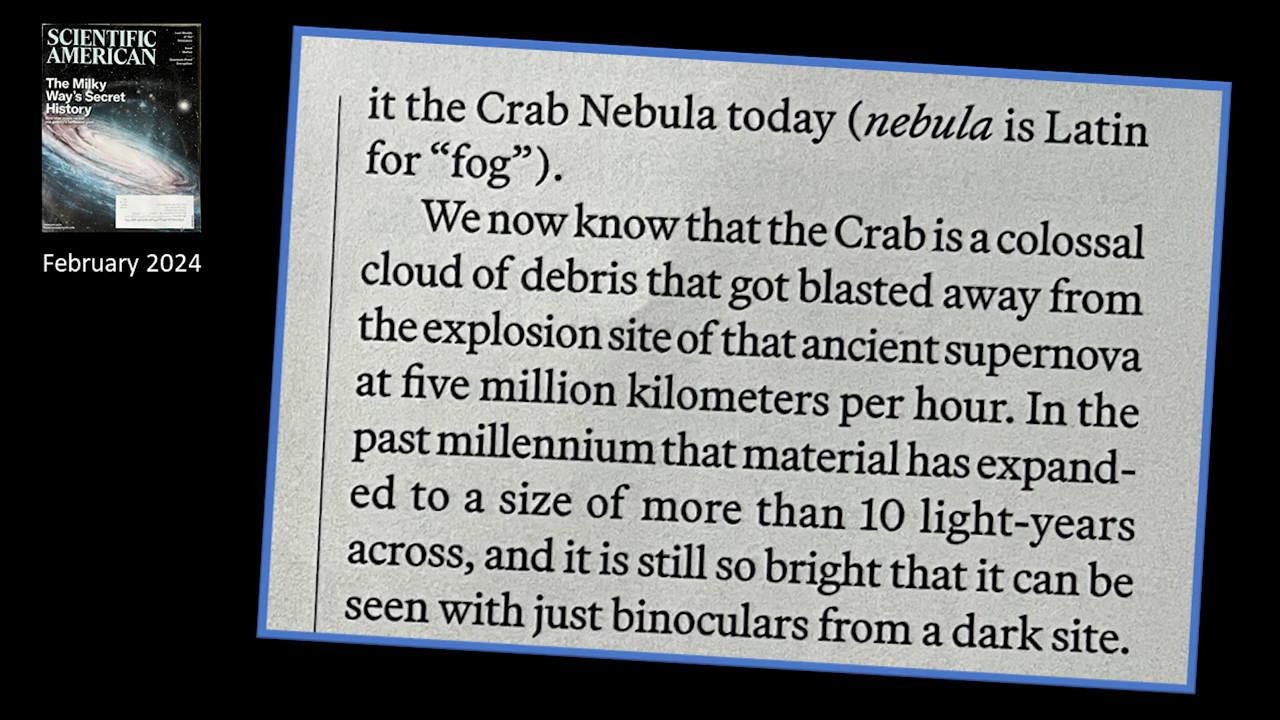 SCIENTIFIC
AMERICAN
The Milky
Way's Secret
History
February 2024
it the Crab Nebula today (nebula is Latin
for “fog”).
We now know that the Crab is a colossal
cloud of debris that got blasted away from
the explosion site of that ancient supernova
at five million kilometers per hour. In the
past millennium that material has expand-
ed to a size of more than 10 light-years
across, and it is still so bright that it can be
seen with just binoculars from a dark site.